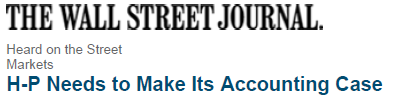 THE WALL STREET JOURNAL.
Heard on the Street
Markets
H-P Needs to Make Its Accounting Case